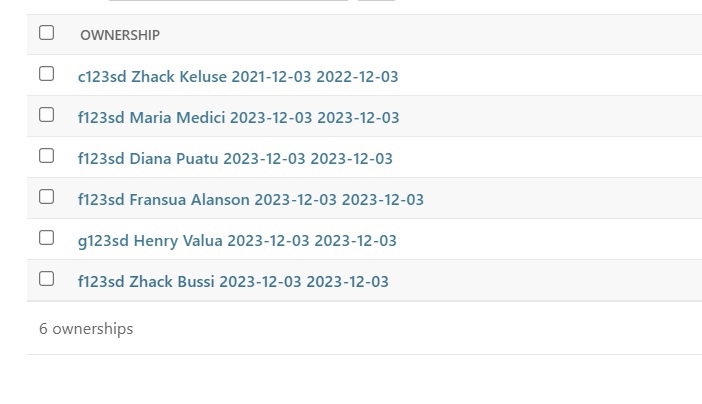 OWNERSHIP
c123sd Zhack Keluse 2021-12-03 2022-12-03
f123sd Maria Medici 2023-12-03 2023-12-03
f123sd Diana Puatu 2023-12-03 2023-12-03
f123sd Fransua Alanson 2023-12-03 2023-12-03
g123sd Henry Valua 2023-12-03 2023-12-03
f123sd Zhack Bussi 2023-12-03 2023-12-03
6 ownerships